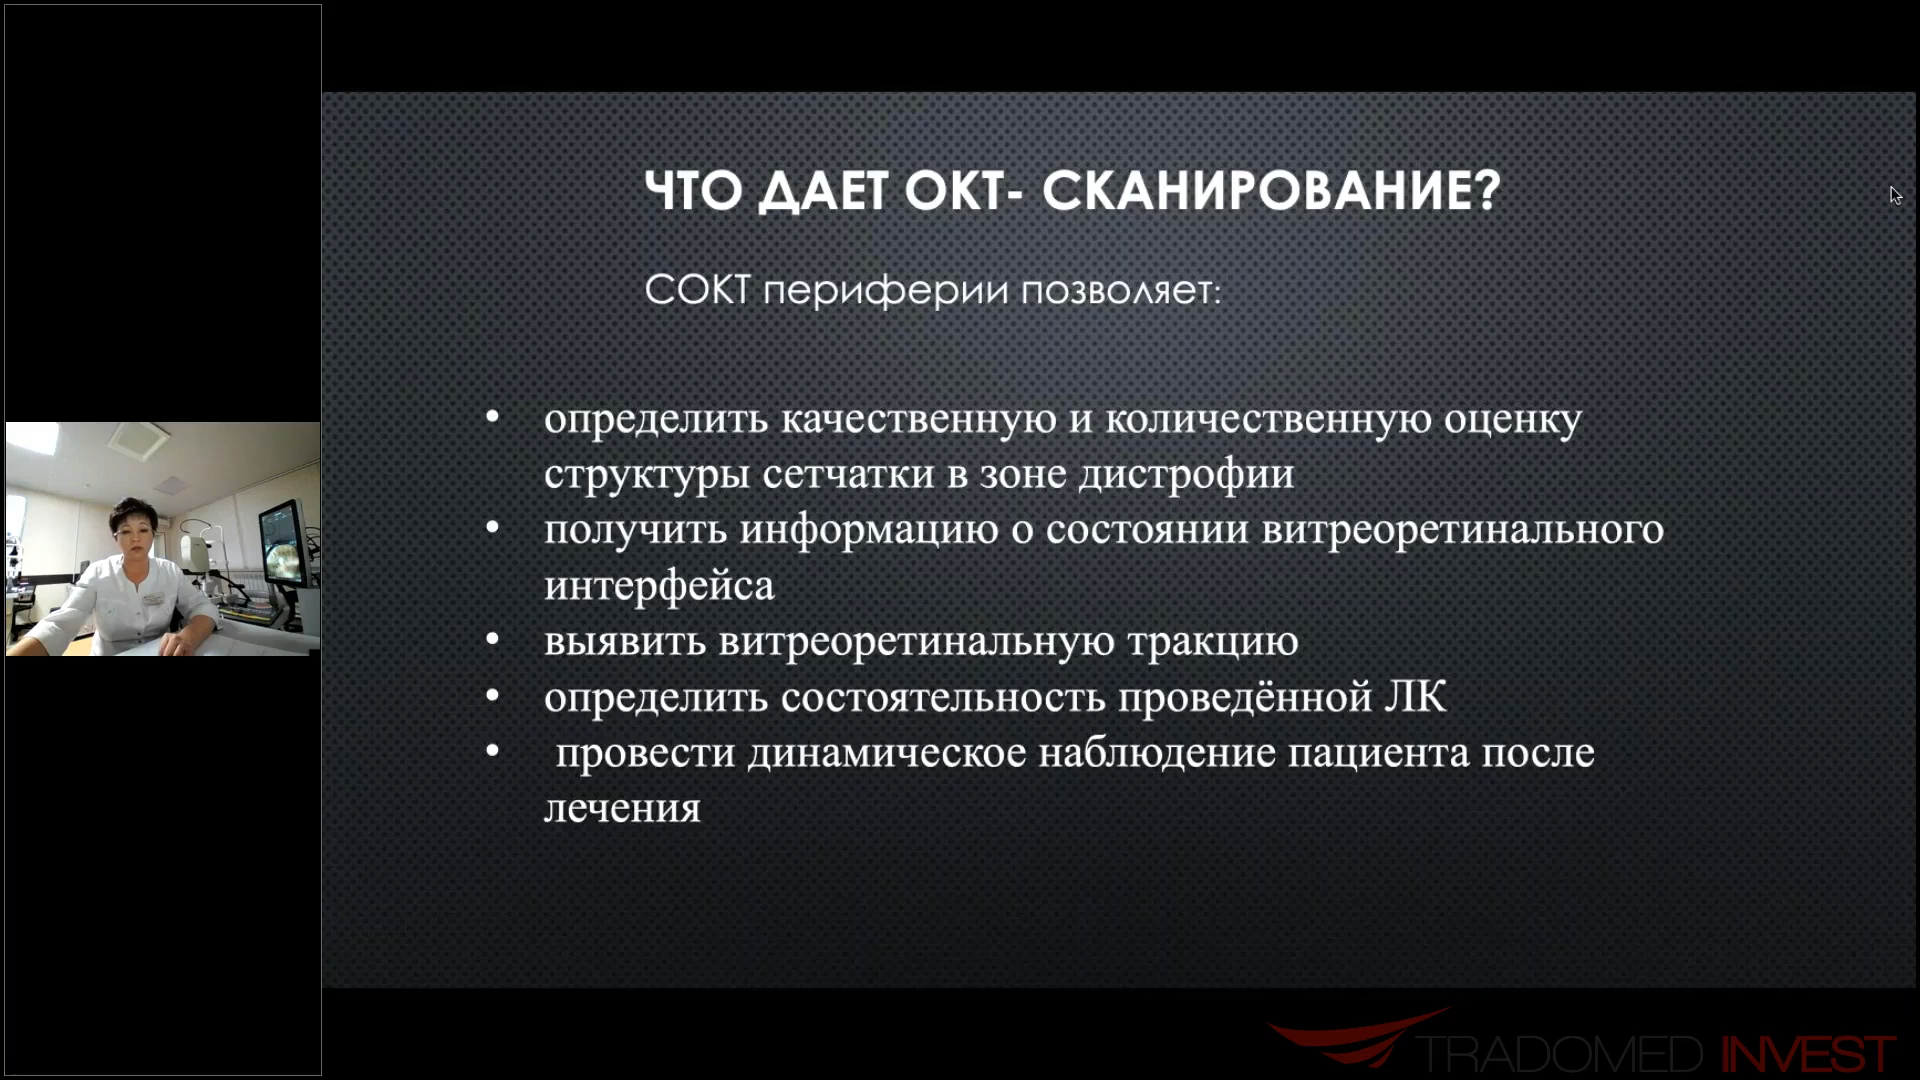 ЧТО ДАЕТ ОКТ- СКАНИРОВАНИЕ?
СОКТ периферии позволяет:
• определить качественную и количественную оценку
структуры сетчатки в зоне дистрофии
• получить информацию о состоянии витреоретинального
интерфейса
• выявить витреоретинальную тракцию
• определить состоятельность проведённой ЛК
• провести динамическое наблюдение пациента после
лечения
TRADOMED INVEST